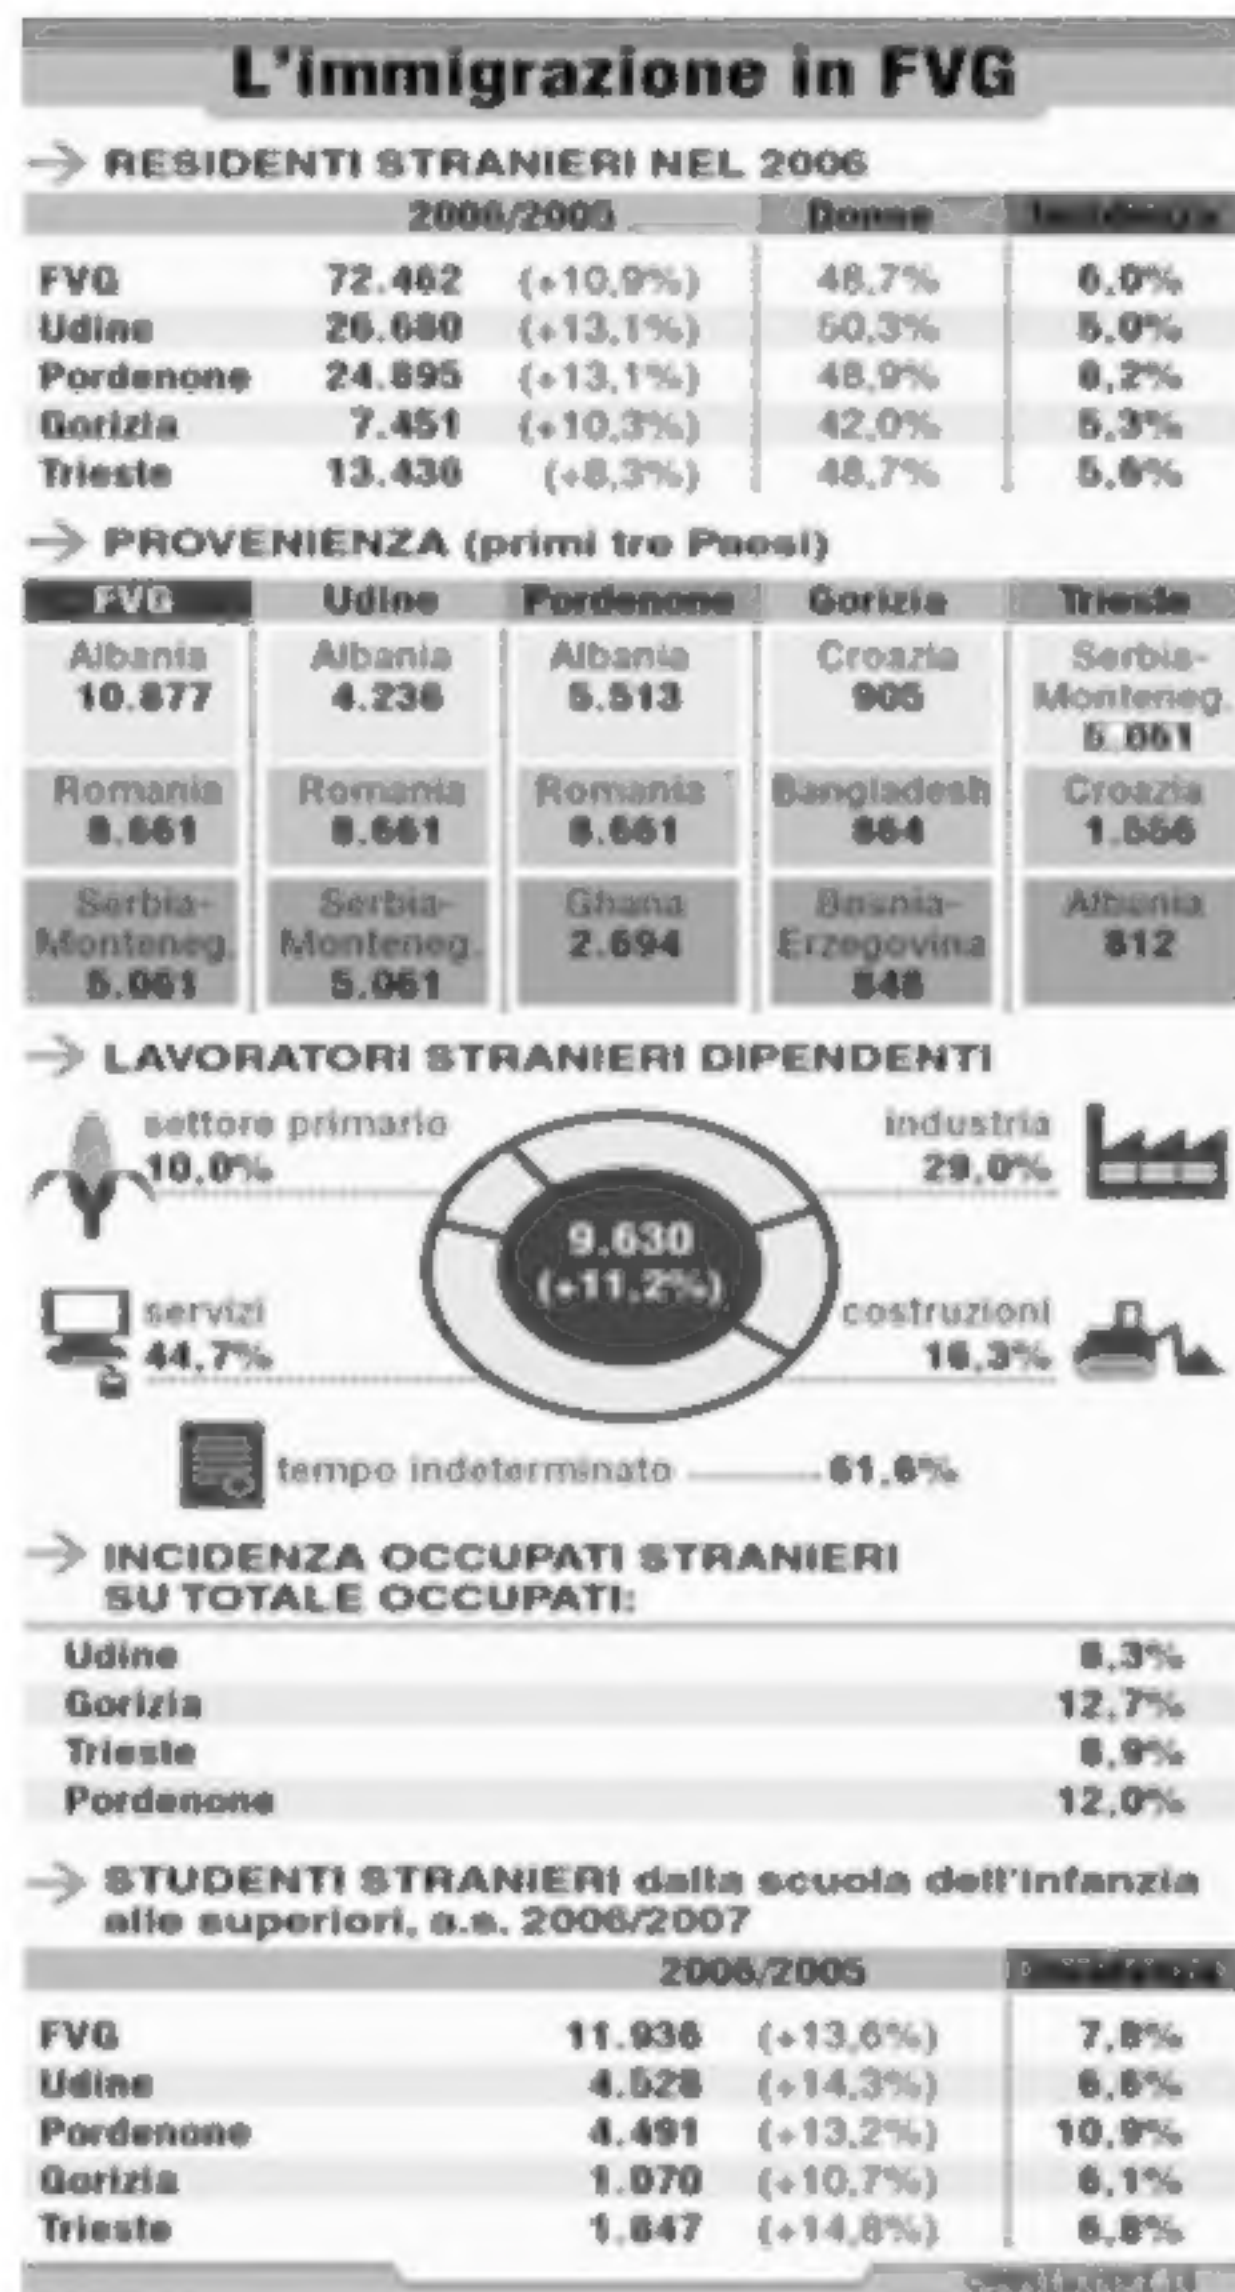 L'immigrazione in FVG
RESIDENTI STRANIERI NEL 2006
2006/2005 Donne Incidenza
FVG 72.462 (+10,9%) 48,7% 6,0%
Udine 26.680 (+13,1%) 50,3% 5,0%
Pordenone 24.895 (+13,1%) 48,9% 8,2%
Gorizia 7.451 (+10,3%) 42,0% 5,3%
Trieste 13.436 (+8,3%) 48,7% 5,6%
PROVENIENZA (primi tre Paesi)
FVG Udine Pordenone Gorizia Trieste
Albania Albania Albania Croazia Serbia-
10.877 4.236 5.513 905 Monteneg.
5.051
Romania Romania Romania Bangladesh Croazia
8.661 8.661 8.661 864 1.556
Serbia- Serbia- Ghana Bosnia- Albania
Monteneg. Monteneg. 2.694 Erzegovina 812
5.061 5.061 848
LAVORATORI STRANIERI DIPENDENTI
settore primario industria
10,0% 29,0%
9.630
(+11,2%)
servizi costruzioni
44,7% 16,3%
tempo indeterminato 61,6%
INCIDENZA OCCUPATI STRANIERI
SU TOTALE OCCUPATI:
Udine 8,3%
Gorizia 12,7%
Trieste 8,9%
Pordenone 12,0%
STUDENTI STRANIERI dalla scuola dell'infanzia
alle superiori, a.s. 2006/2007
2006/2005
FVG 11.936 (+13,6%) 7,8%
Udine 4.528 (+14,3%) 6,6%
Pordenone 4.491 (+13,2%) 10,9%
Gorizia 1.070 (+10,7%) 6,1%
Trieste 1.847 (+14,8%) 6,8%